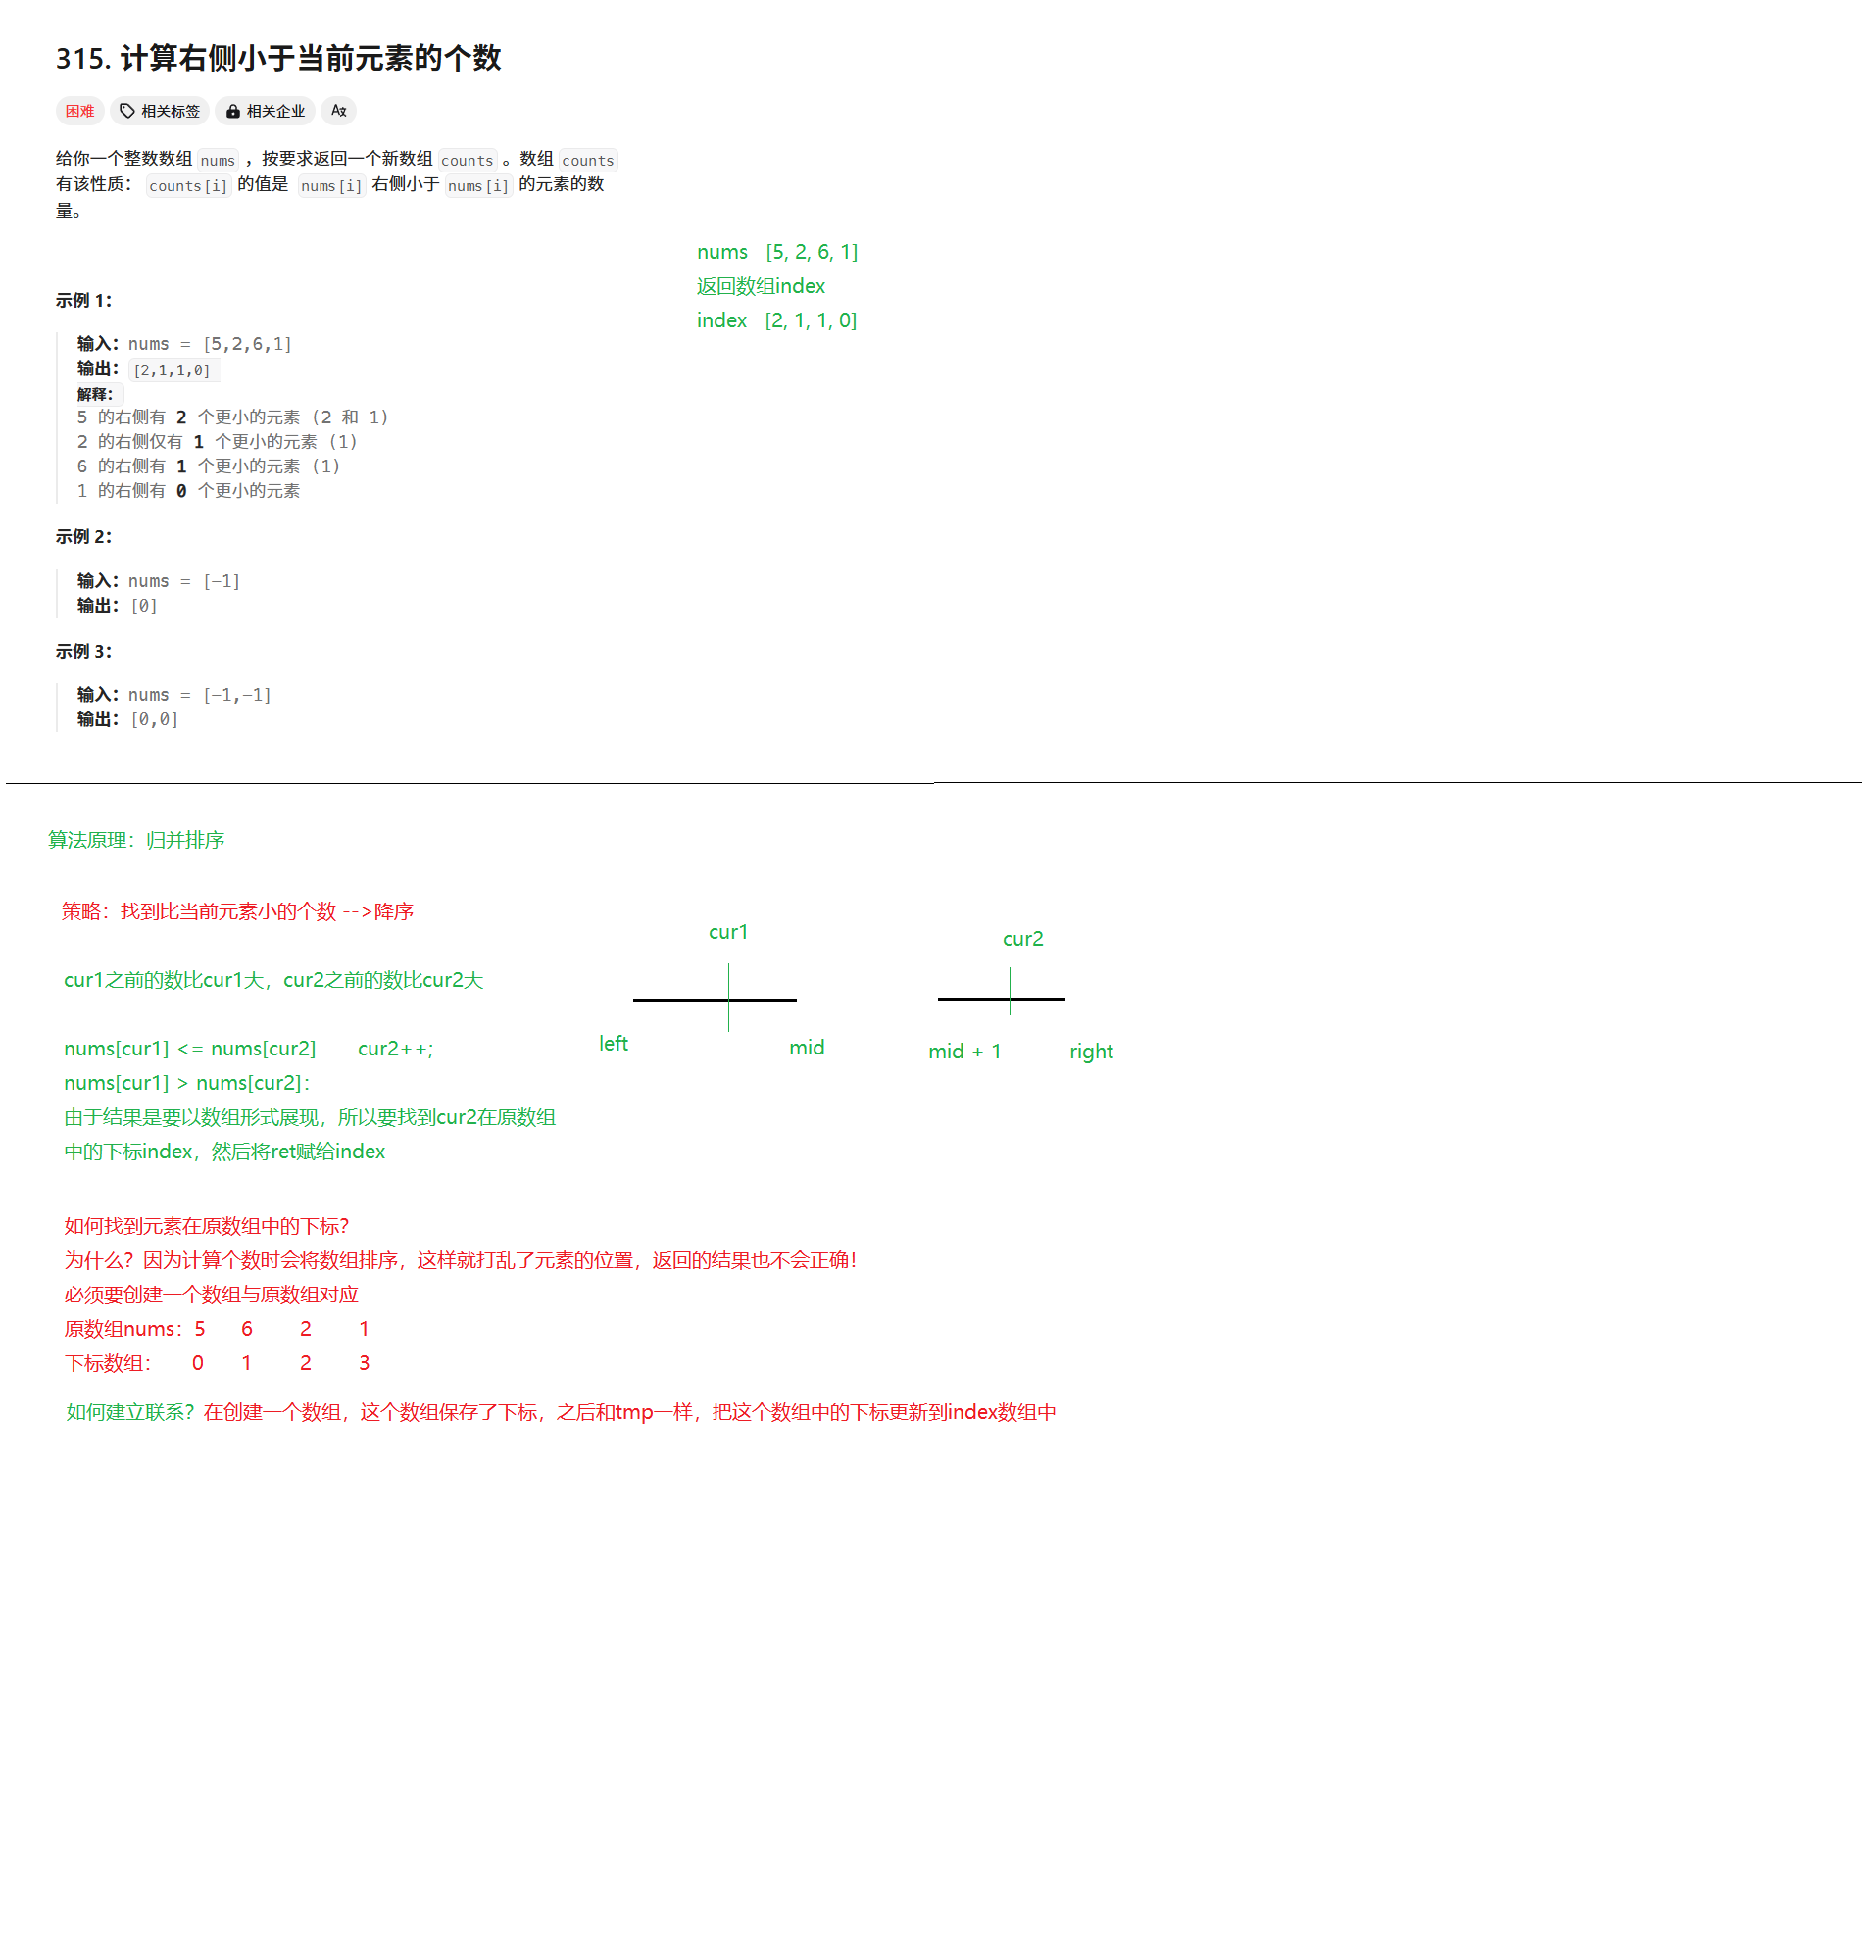 315. 计算右侧小于当前元素的个数
困难 相关标签 相关企业
给你一个整数数组 nums ，按要求返回一个新数组 counts 。数组 counts
有该性质： counts[i] 的值是 nums[i] 右侧小于 nums[i] 的元素的数
量。
nums [5, 2, 6, 1]
返回数组index
index [2, 1, 1, 0]
示例 1：
输入：nums = [5,2,6,1]
输出：[2,1,1,0]
解释：
5 的右侧有 2 个更小的元素 (2 和 1)
2 的右侧仅有 1 个更小的元素 (1)
6 的右侧有 1 个更小的元素 (1)
1 的右侧有 0 个更小的元素
示例 2：
输入：nums = [-1]
输出：[0]
示例 3：
输入：nums = [-1,-1]
输出：[0,0]
算法原理：归并排序
策略：找到比当前元素小的个数 -->降序
cur1
cur2
cur1之前的数比cur1大，cur2之前的数比cur2大
left
mid
mid + 1
right
nums[cur1] <= nums[cur2] cur2++;
nums[cur1] > nums[cur2]：
由于结果是要以数组形式展现，所以要找到cur2在原数组
中的下标index，然后将ret赋给index
如何找到元素在原数组中的下标？
为什么？因为计算个数时会将数组排序，这样就打乱了元素的位置，返回的结果也不会正确！
必须要创建一个数组与原数组对应
原数组nums：5 6 2 1
下标数组： 0 1 2 3
如何建立联系？在创建一个数组，这个数组保存了下标，之后和tmp一样，把这个数组中的下标更新到index数组中